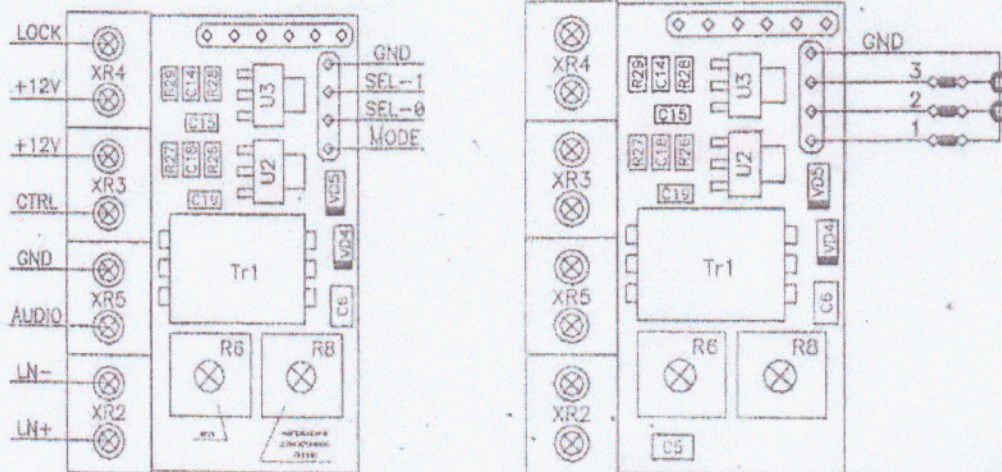 LOCK
XR4
+12V
+12V
XR3
CTRL
GND
XR5
AUDIO
LN-
XR2
LN+
R29 C14 R28
U3
C15
R27 C18 R26
U2
C19
GND
SEL-1
SEL-0
MODE
VD5
VD4
Tr1
C6
R6
R8
XR4
XR3
XR5
XR2
R29 C14 R28
U3
C15
R27 C18 R26
U2
C19
GND
3
2
1
VD5
VD4
Tr1
C6
R6
R8
C5